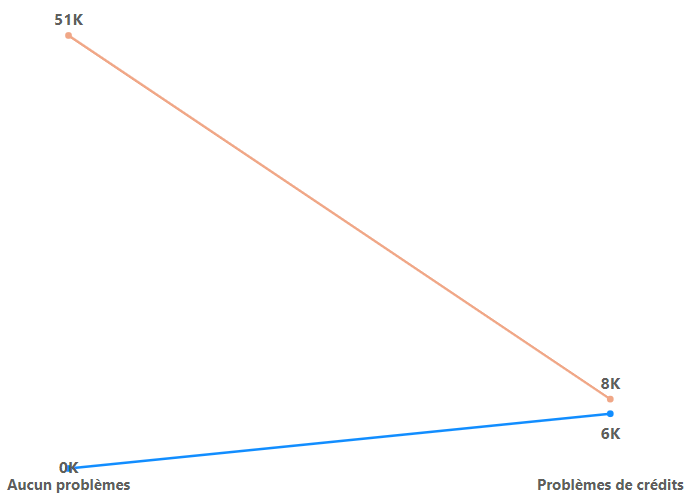 51K
8K
6K
0K
Aucun problèmes
Problèmes de crédits